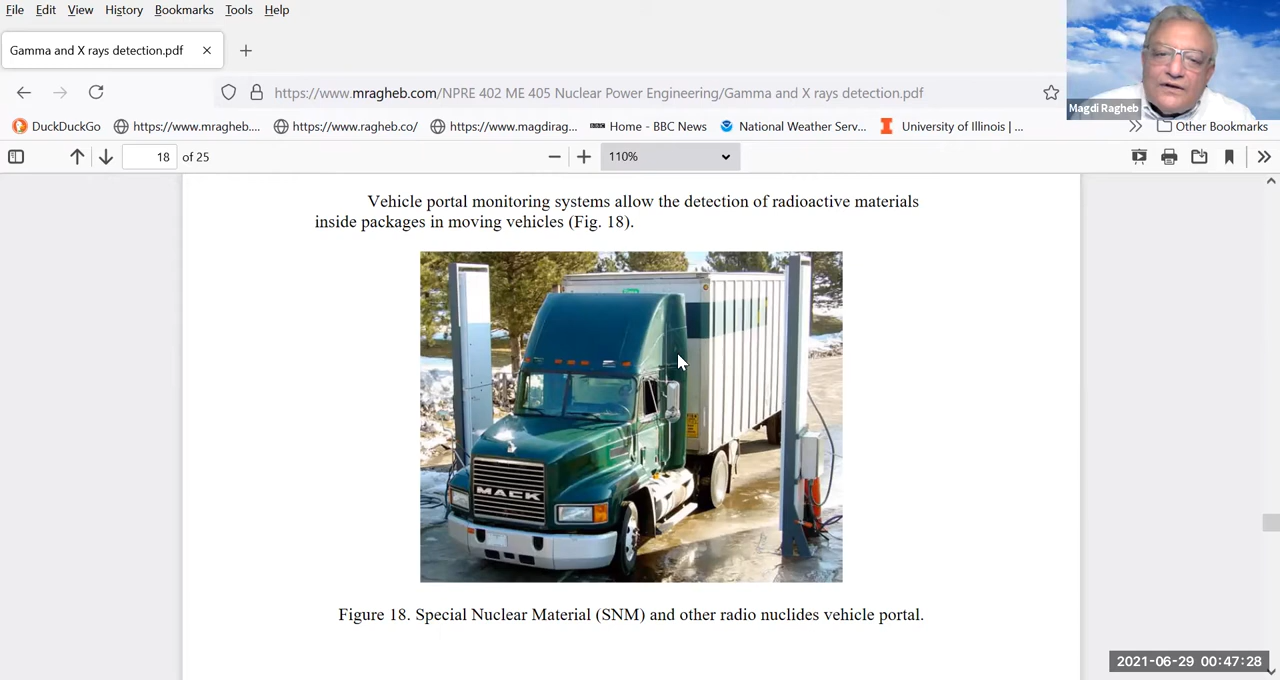 File Edit View History Bookmarks Tools Help
Gamma and X rays detection.pdf
https://www.mragheb.com/NPRE 402 ME 405 Nuclear Power Engineering/Gamma and X rays detection.pdf
Magdi Ragheb
DuckDuckGo https://www.mragheb.... https://www.ragheb.co/ https://www.magdirag... BBC Home - BBC News National Weather Serv... I University of Illinois |... Other Bookmarks
18 of 25 110%
Vehicle portal monitoring systems allow the detection of radioactive materials
inside packages in moving vehicles (Fig. 18).
MACK
Figure 18. Special Nuclear Material (SNM) and other radio nuclides vehicle portal.
2021-06-29 00:47:28